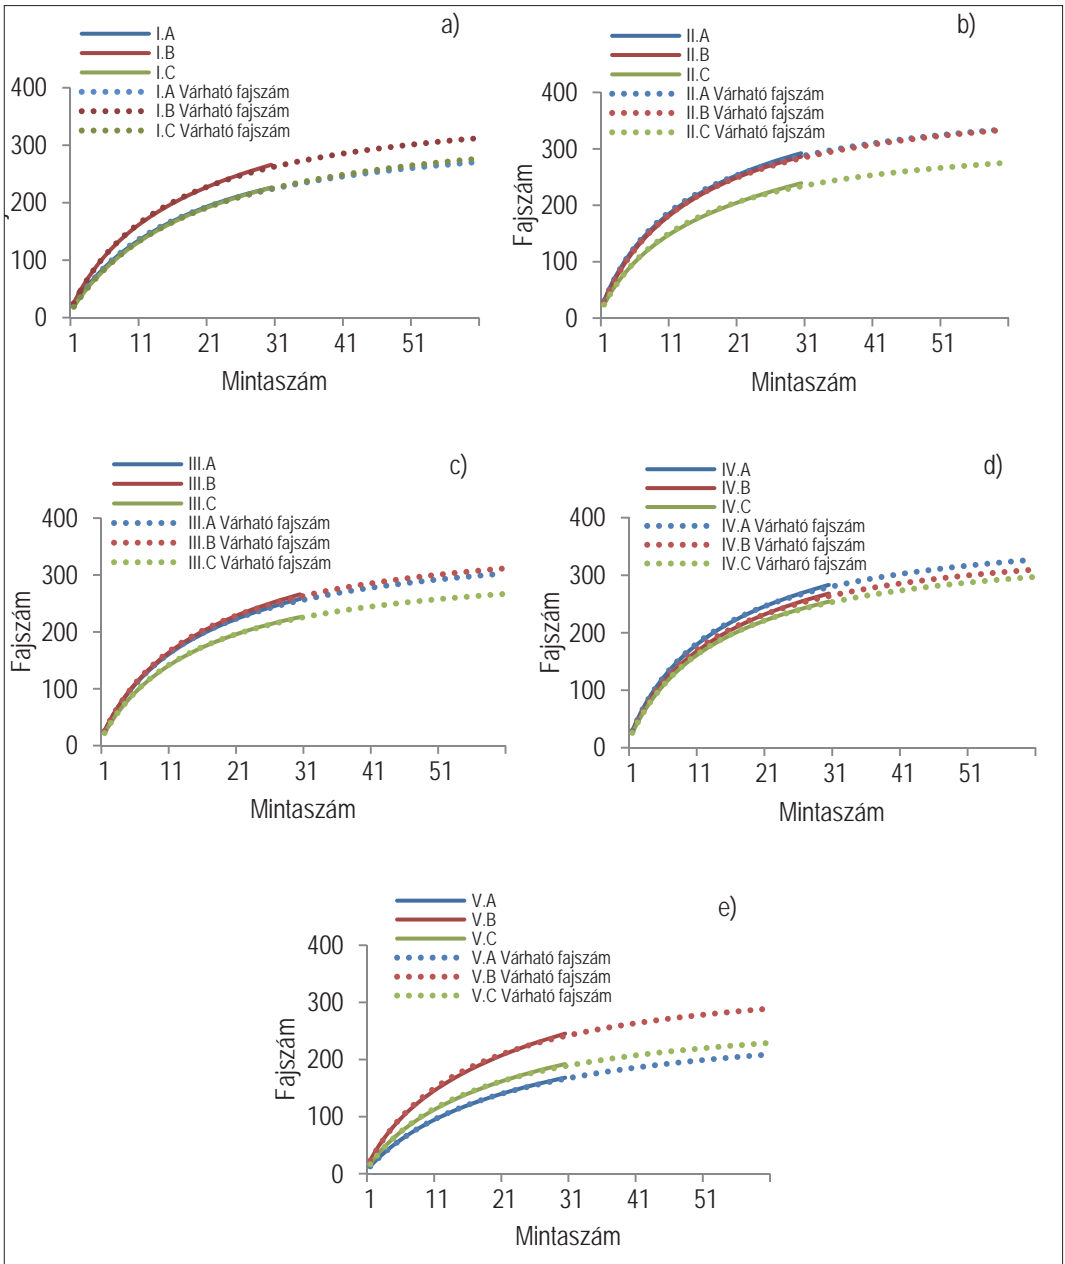 a)
I.A
I.B
I.C
I.A Várható fajszám
I.B Várható fajszám
I.C Várható fajszám
400
300
200
100
0
1 11 21 31 41 51
Mintaszám
b)
II.A
II.B
II.C
II.A Várható fajszám
II.B Várható fajszám
II.C Várható fajszám
Fajszám
400
300
200
100
0
1 11 21 31 41 51
Mintaszám
c)
III.A
III.B
III.C
III.A Várható fajszám
III.B Várható fajszám
III.C Várható fajszám
Fajszám
400
300
200
100
0
1 11 21 31 41 51
Mintaszám
d)
IV.A
IV.B
IV.C
IV.A Várható fajszám
IV.B Várható fajszám
IV.C Várharó fajszám
Fajszám
400
300
200
100
0
1 11 21 31 41 51
Mintaszám
e)
V.A
V.B
V.C
V.A Várható fajszám
V.B Várható fajszám
V.C Várható fajszám
Fajszám
400
300
200
100
0
1 11 21 31 41 51
Mintaszám